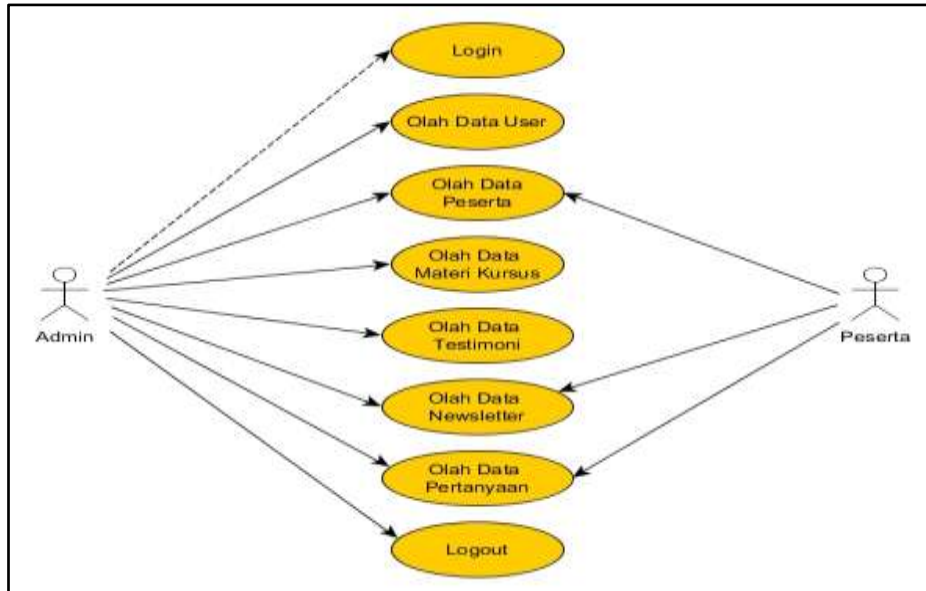 Login
Olah Data User
Olah Data
Peserta
Olah Data
Materi Kursus
Admin
Peserta
Olah Data
Testimoni
Olah Data
Newsletter
Olah Data
Pertanyaan
Logout